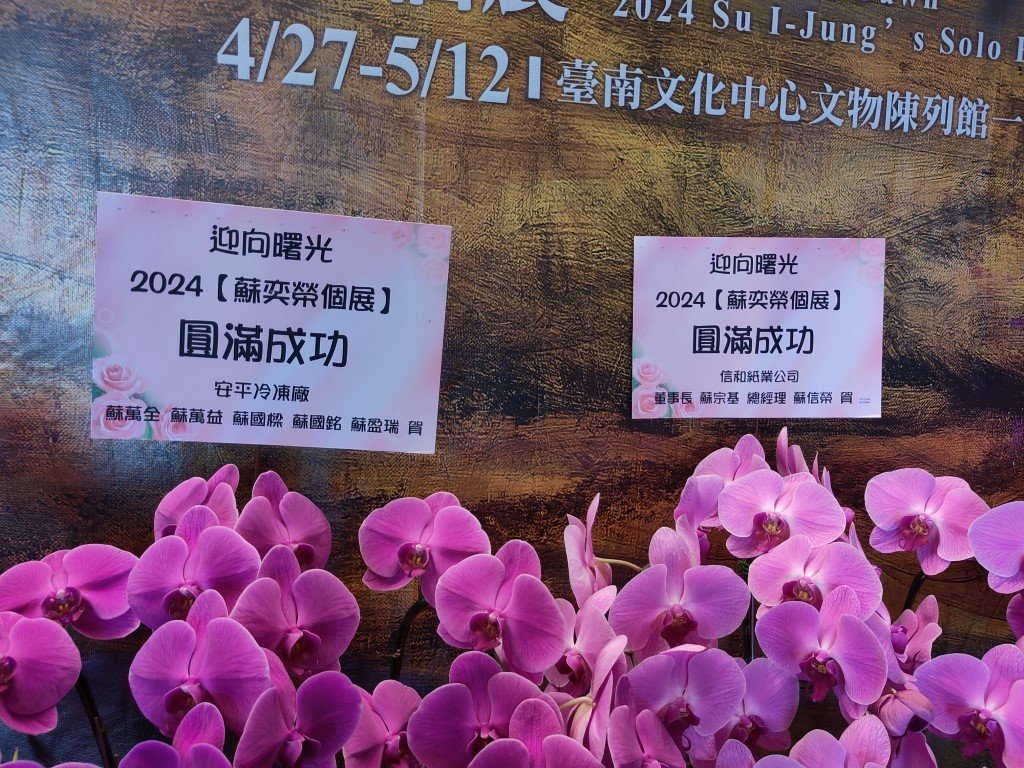 2024 Su I-Jung's Solo
4/27-5/12 臺南文化中心文物陳列館一
迎向曙光
2024【蘇奕榮個展】
圓滿成功
安平冷凍廠
蘇萬全 蘇萬益 蘇國樑 蘇國銘 蘇盈瑞 賀
迎向曙光
2024【蘇奕榮個展】
圓滿成功
信和紙業公司
董事長 蘇宗基 總經理 蘇信榮 賀